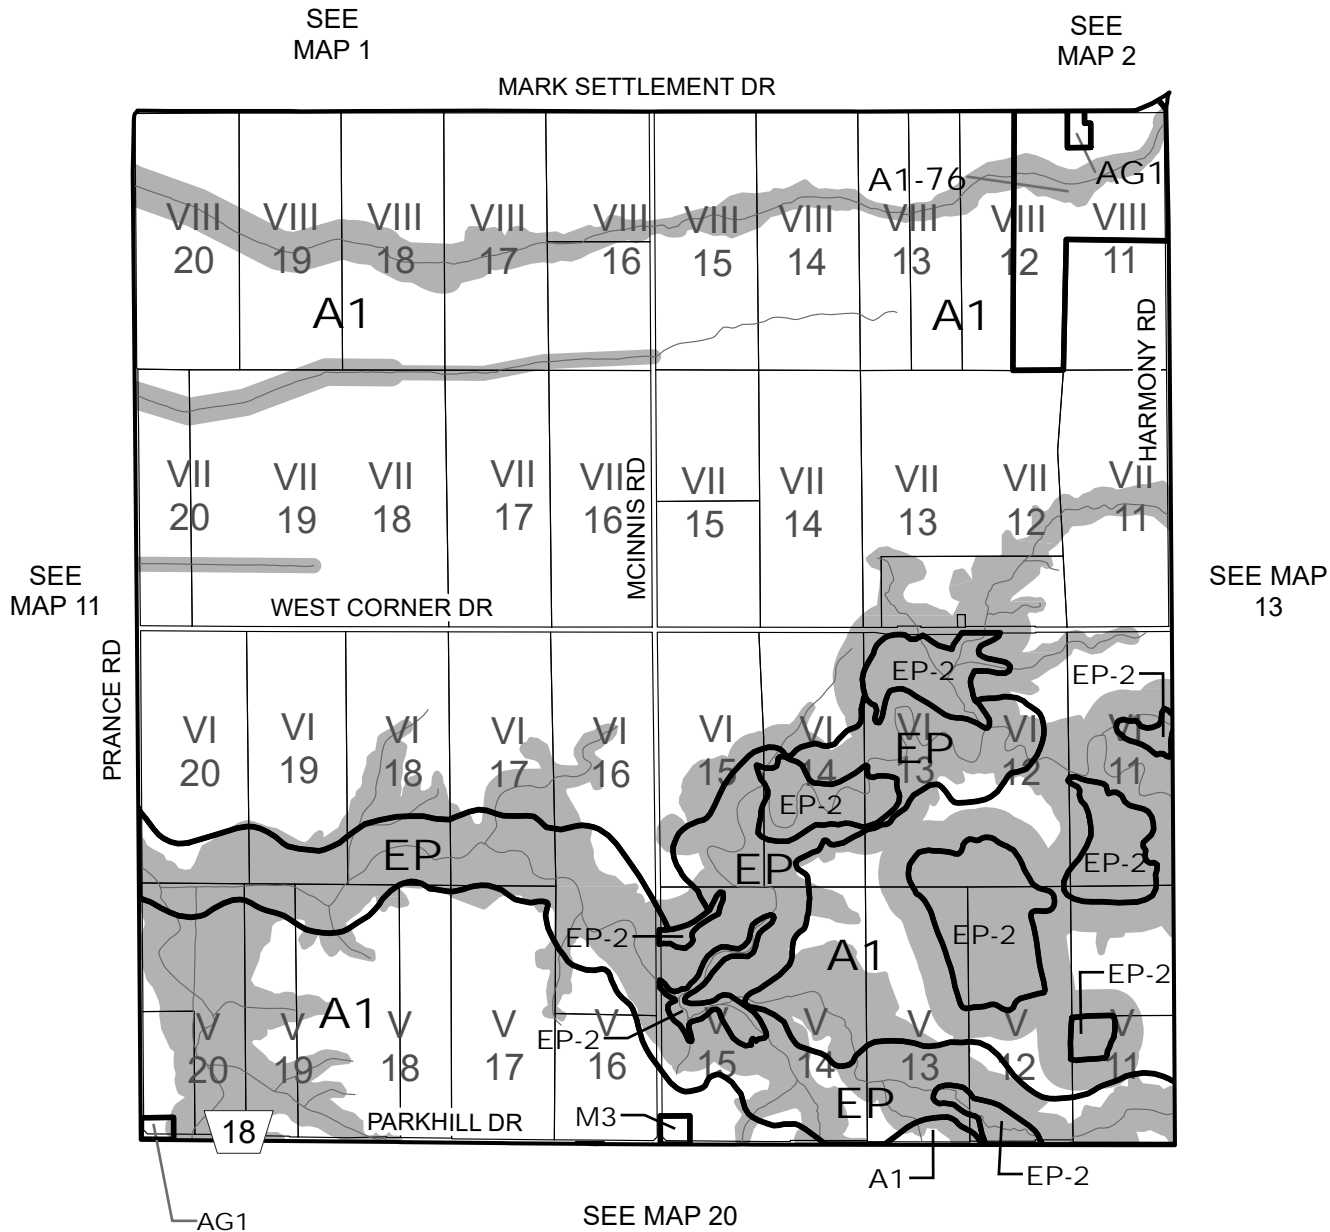 SEE
MAP 1
SEE
MAP 2
MARK SETTLEMENT DR
A1-76
AG1
VIII
20
VIII
19
VIII
18
VIII
17
VIII
16
VIII
15
VIII
14
VIII
13
VIII
12
VIII
11
A1
A1
HARMONY RD
VII
20
VII
19
VII
18
VII
17
VII
16
MCINNIS RD
VII
15
VII
14
VII
13
VII
12
VII
11
SEE
MAP 11
SEE MAP
13
WEST CORNER DR
PRANCE RD
EP-2
EP-2
VI
20
VI
19
VI
18
VI
17
VI
16
VI
15
VI
14
VI
13
VI
12
VI
11
EP
EP-2
EP
EP
EP-2
EP-2
EP-2
A1
EP-2
A1
EP-2
V
20
V
19
V
18
V
17
V
16
V
15
V
14
V
13
V
12
V
11
EP
18
PARKHILL DR
M3
A1
EP-2
AG1
SEE MAP 20